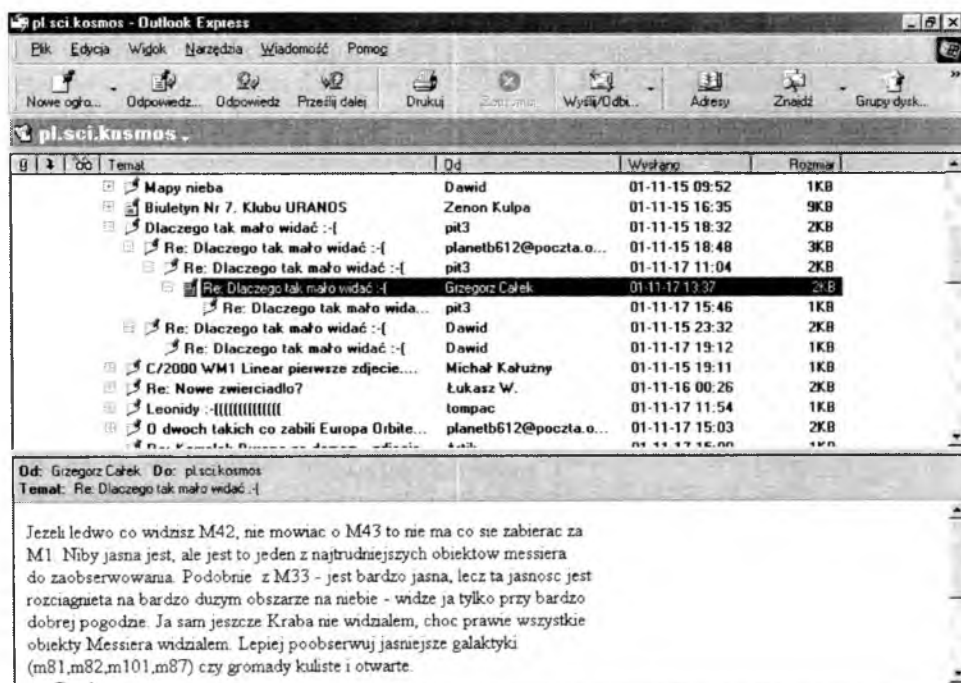 pl.sci.kosmos - Outlook Express
Plik Edycja Widok Narzędzia Wiadomość Pomoc
Nowe ogło... Odpowiedz... Odpowiedz Prześlij dalej Drukuj Wyślij/Odbi... Adresy Znajdź Grupy dysk... »
pl.sci.kosmos
Temat Od Wysłano Rozmiar
Mapy nieba Dawid 01-11-15 09:52 1KB
Biuletyn Nr 7. Klubu URANOS Zenon Kulpa 01-11-15 16:35 9KB
Dlaczego tak mało widać :-( pit3 01-11-15 18:32 2KB
Re: Dlaczego tak mało widać :-( planetb612@poczta.o... 01-11-15 18:48 3KB
Re: Dlaczego tak mało widać :-( pit3 01-11-17 11:04 2KB
Re: Dlaczego tak mało widać :-( Grzegorz Całek 01-11-17 13:37 2KB
Re: Dlaczego tak mało wida... pit3 01-11-17 15:46 1KB
Re: Dlaczego tak mało widać :-( Dawid 01-11-15 23:32 2KB
Re: Dlaczego tak mało widać :-( Dawid 01-11-17 19:12 1KB
C/2000 WM1 Linear pierwsze zdjecie.... Michał Kałużny 01-11-15 19:11 1KB
Re: Nowe zwierciadlo? Łukasz W. 01-11-16 00:26 2KB
Leonidy :-(((((((((((((( tompac 01-11-17 11:54 1KB
O dwoch takich co zabili Europa Orbite... planetb612@poczta.o... 01-11-17 15:03 2KB
Od: Grzegorz Całek Do: pl.sci.kosmos
Temat: Re: Dlaczego tak mało widać :-(
Jezeli ledwo co widzisz M42, nie mowiac o M43 to nie ma co sie zabierac za
M1. Niby jasna jest, ale jest to jeden z najtrudniejszych obiektow messiera
do zaobserwowania. Podobnie z M33 - jest bardzo jasna, lecz ta jasnosc jest
rozciagnieta na bardzo duzym obszarze na niebie - widze ja tylko przy bardzo
dobrej pogodzie. Ja sam jeszcze Kraba nie widzialem, choc prawie wszystkie
obiekty Messiera widzialem. Lepiej poobserwuj jasniejsze galaktyki
(m81,m82,m101,m87) czy gromady kuliste i otwarte.